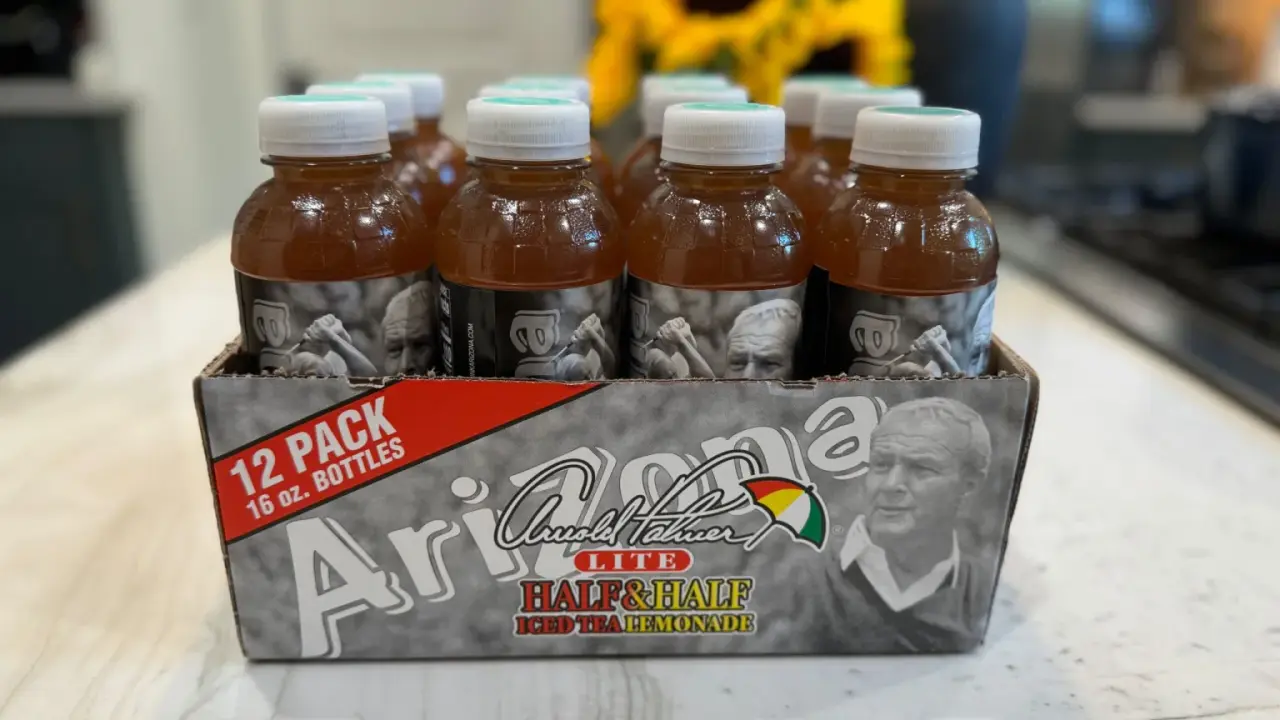 12 PACK
16 oz. BOTTLES
AriZona
Arnold Palmer
LITE
HALF & HALF
ICED TEA LEMONADE